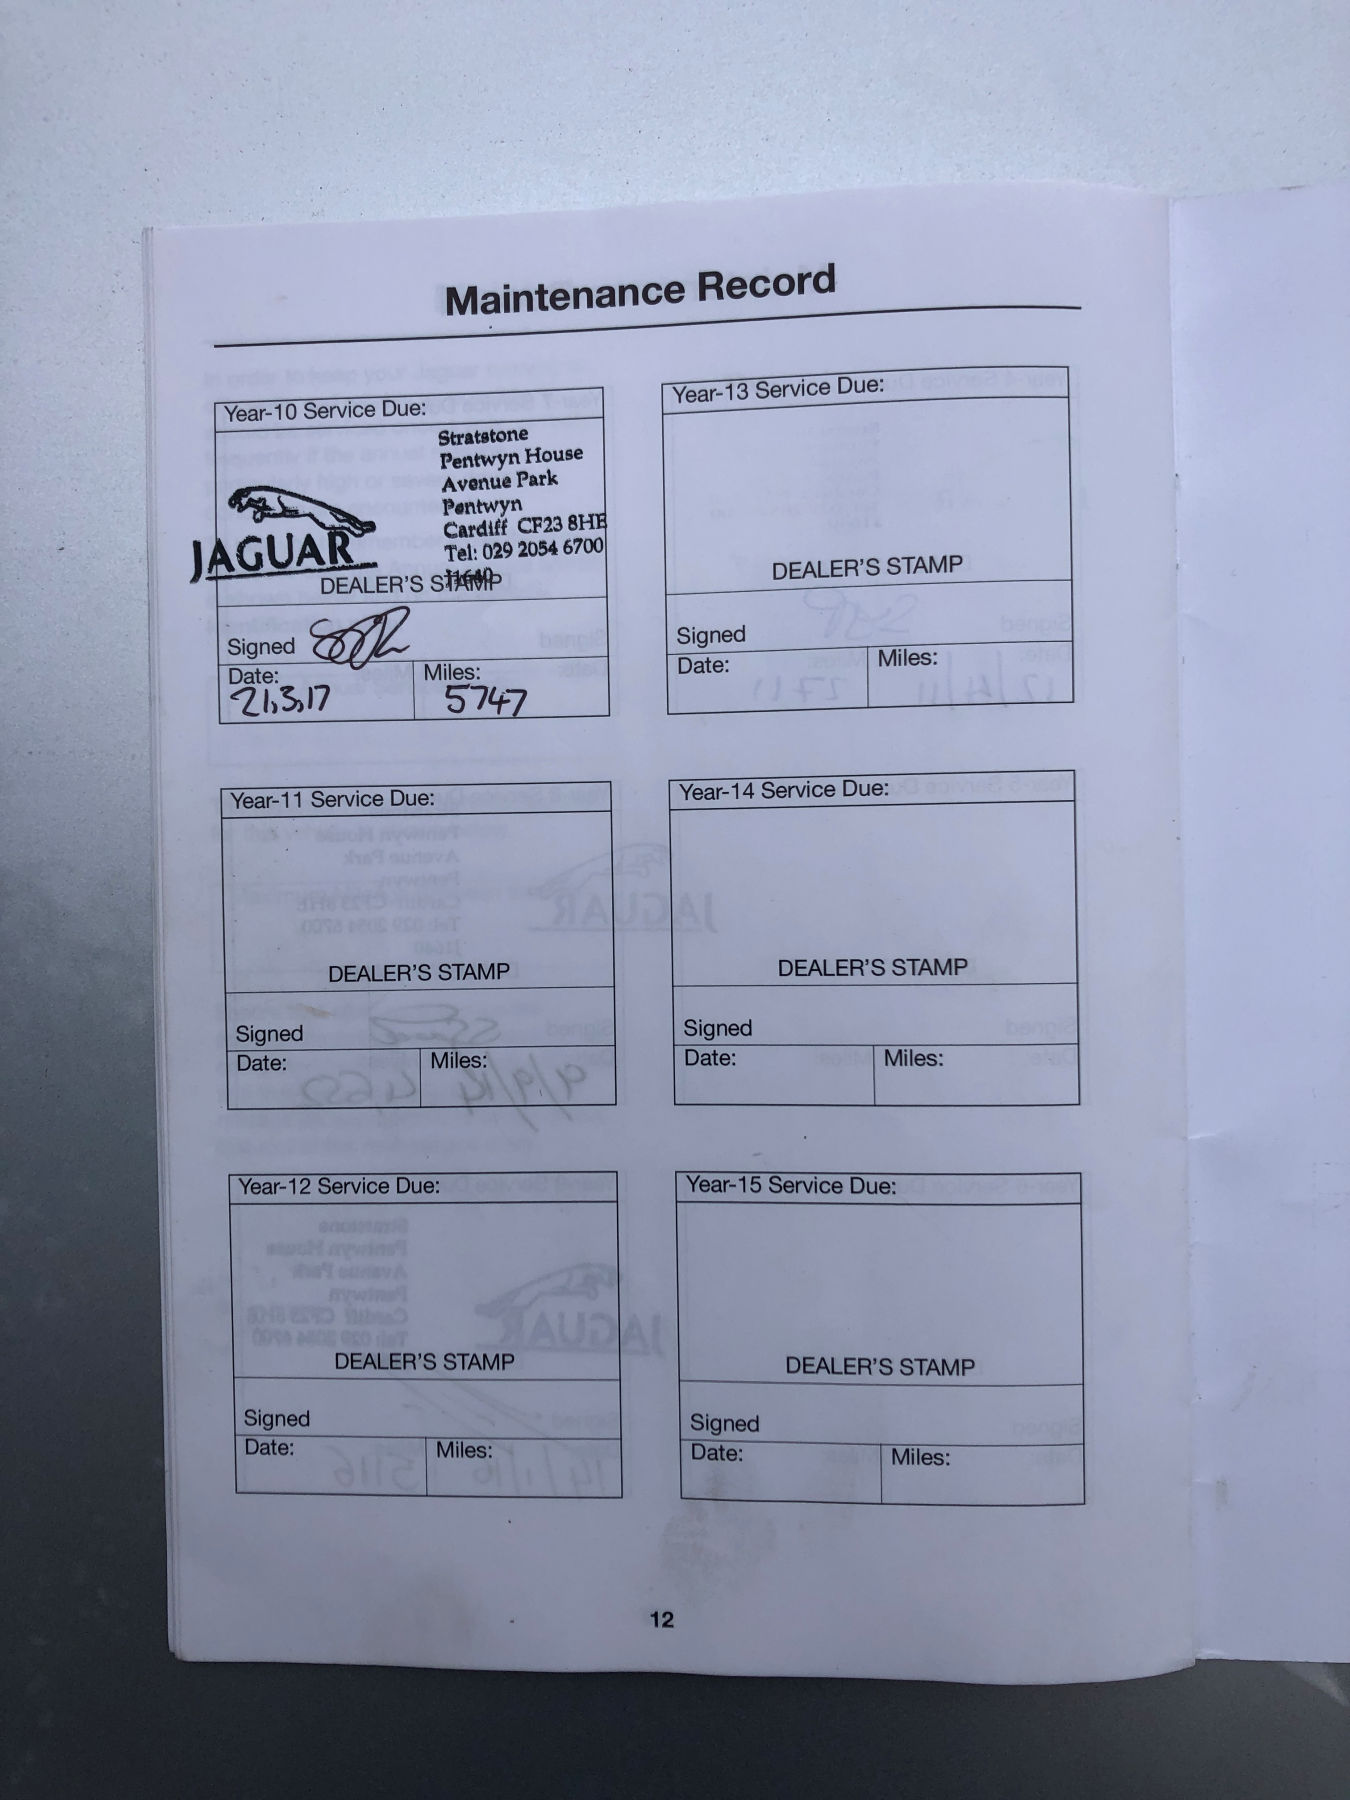 Maintenance Record
Year-10 Service Due:
Stratstone
Pentwyn House
Avenue Park
Pentwyn
Cardiff CF23 8HE
Tel: 029 2054 6700
J1640
JAGUAR
DEALER'S STAMP
Signed
Date:
Miles:
21,3,17
5747
Year-11 Service Due:
DEALER'S STAMP
Signed
Date:
Miles:
Year-12 Service Due:
DEALER'S STAMP
Signed
Date:
Miles:
Year-13 Service Due:
DEALER'S STAMP
Signed
Date:
Miles:
Year-14 Service Due:
DEALER'S STAMP
Signed
Date:
Miles:
Year-15 Service Due:
DEALER'S STAMP
Signed
Date:
Miles:
12